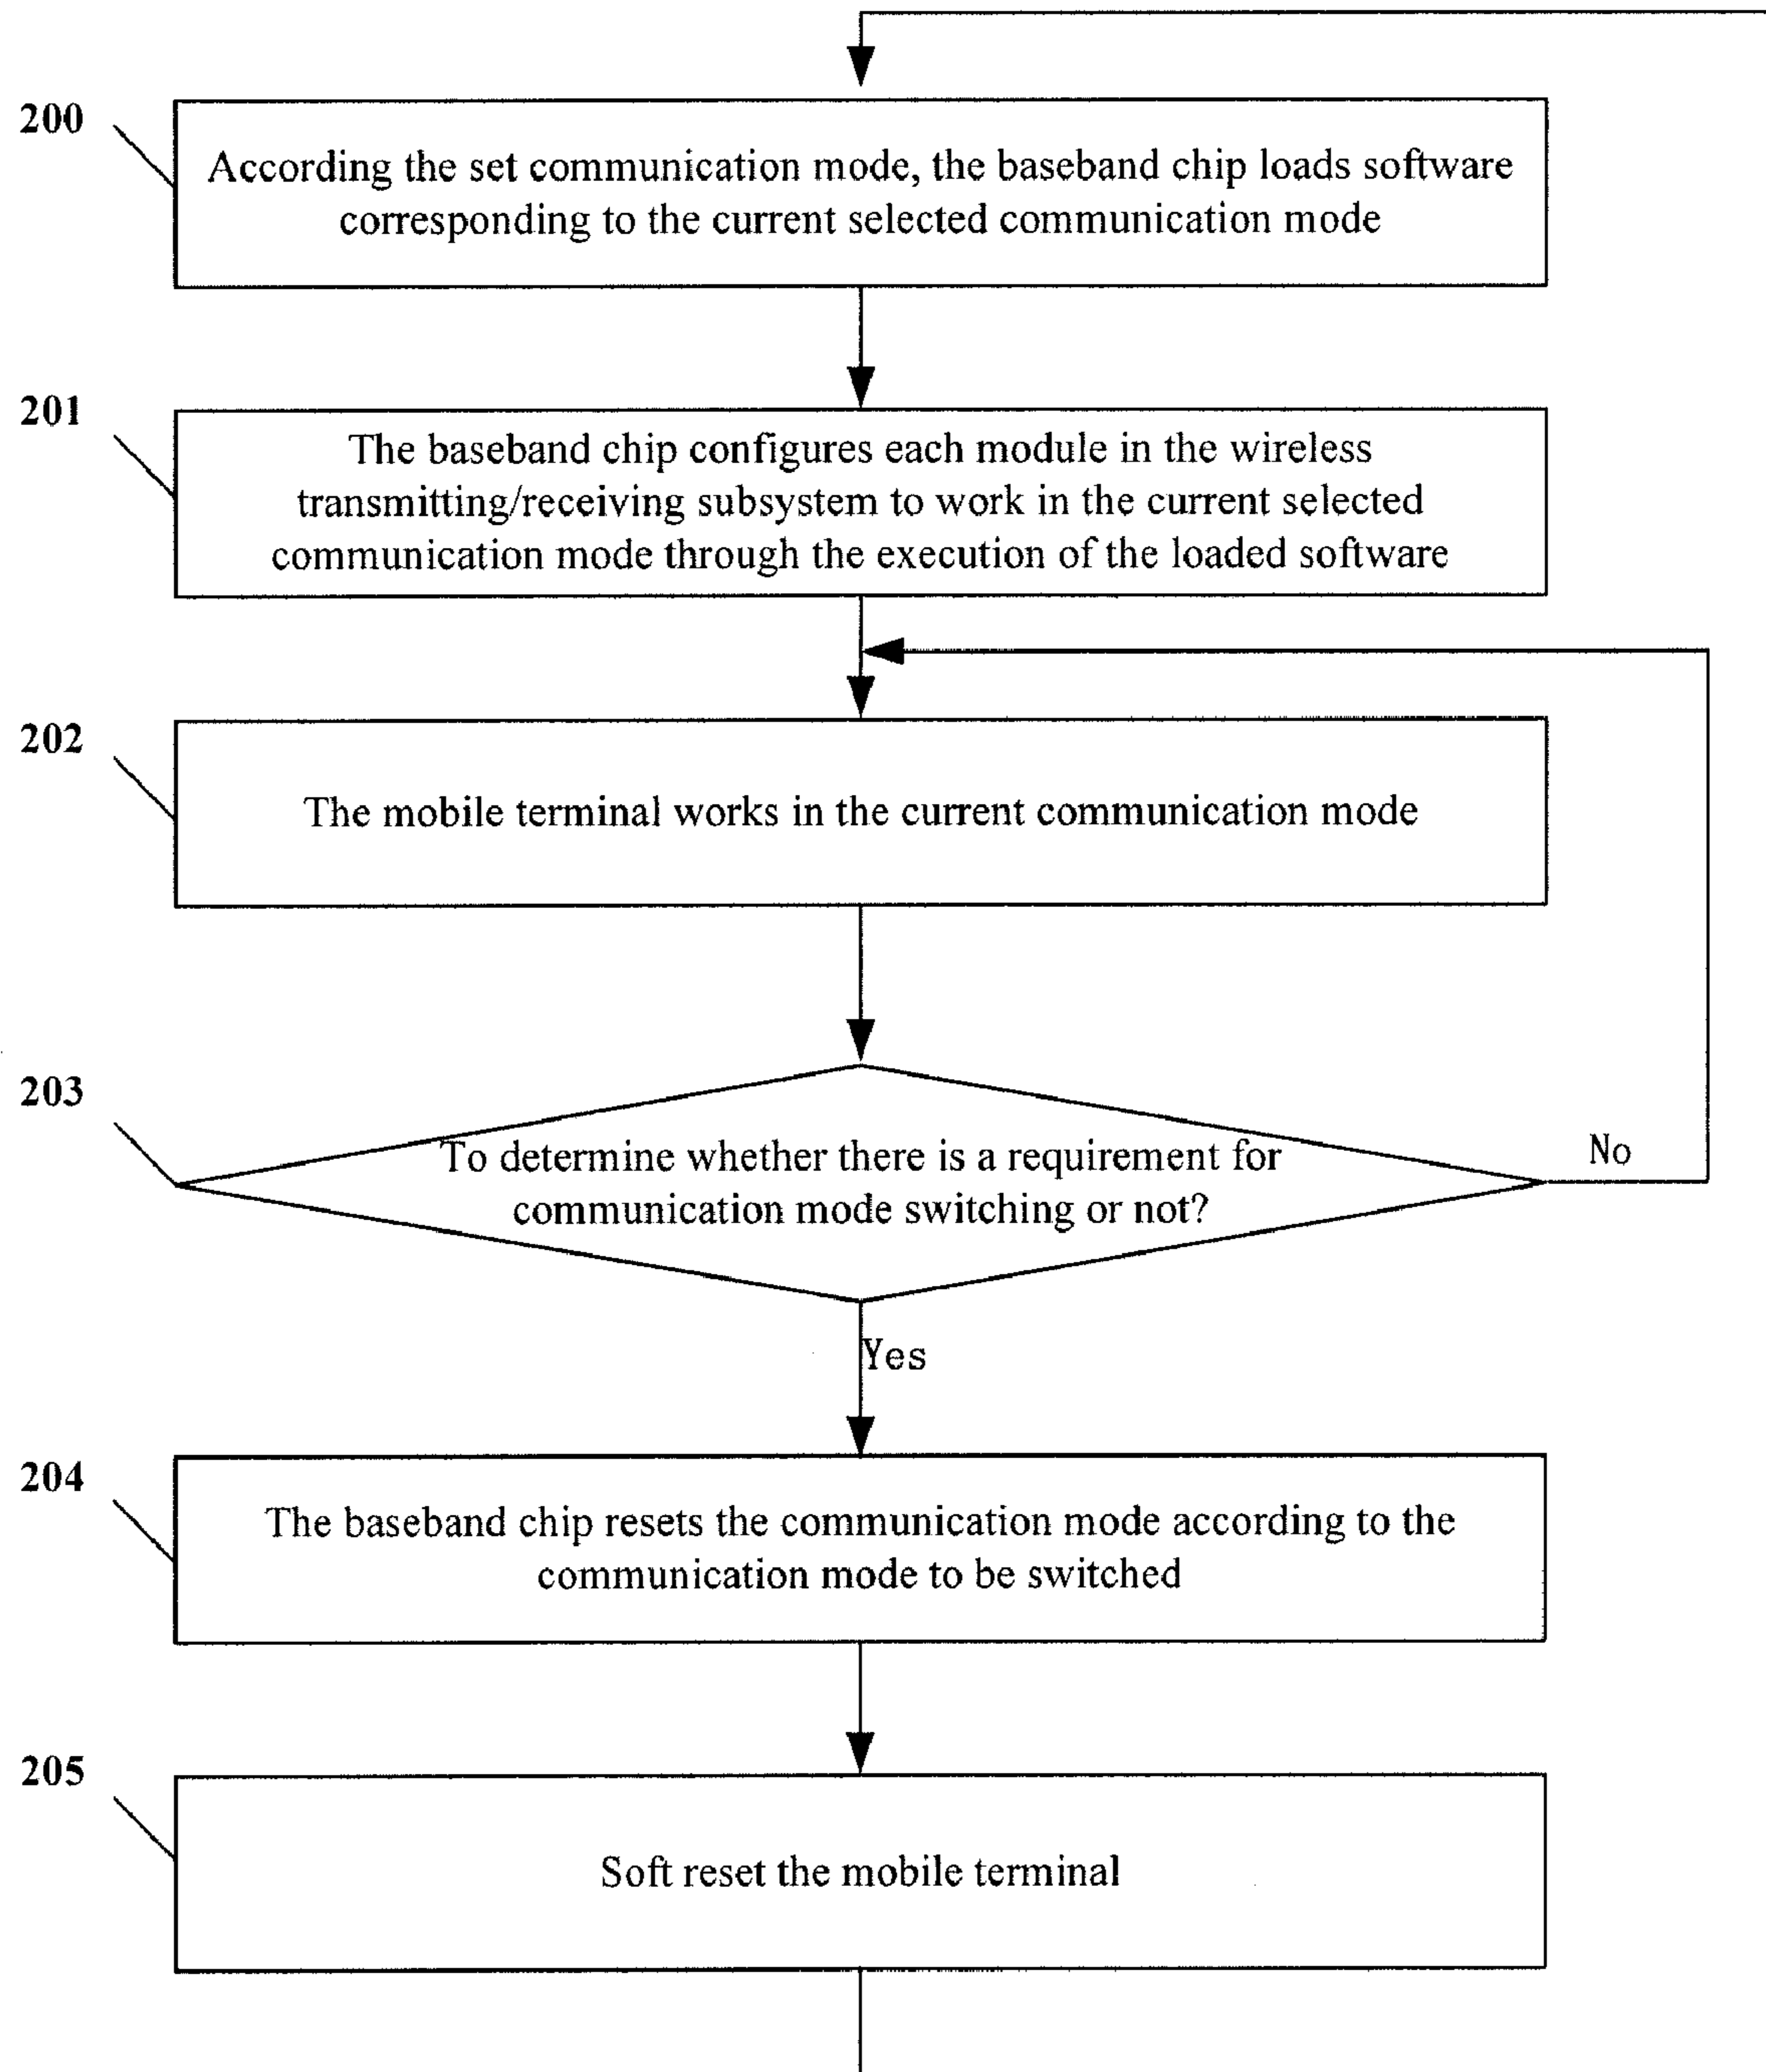 200
According the set communication mode, the baseband chip loads software
corresponding to the current selected communication mode
201
The baseband chip configures each module in the wireless
transmitting/receiving subsystem to work in the current selected
communication mode through the execution of the loaded software
202
The mobile terminal works in the current communication mode
203
To determine whether there is a requirement for
communication mode switching or not?
No
Yes
204
The baseband chip resets the communication mode according to the
communication mode to be switched
205
Soft reset the mobile terminal